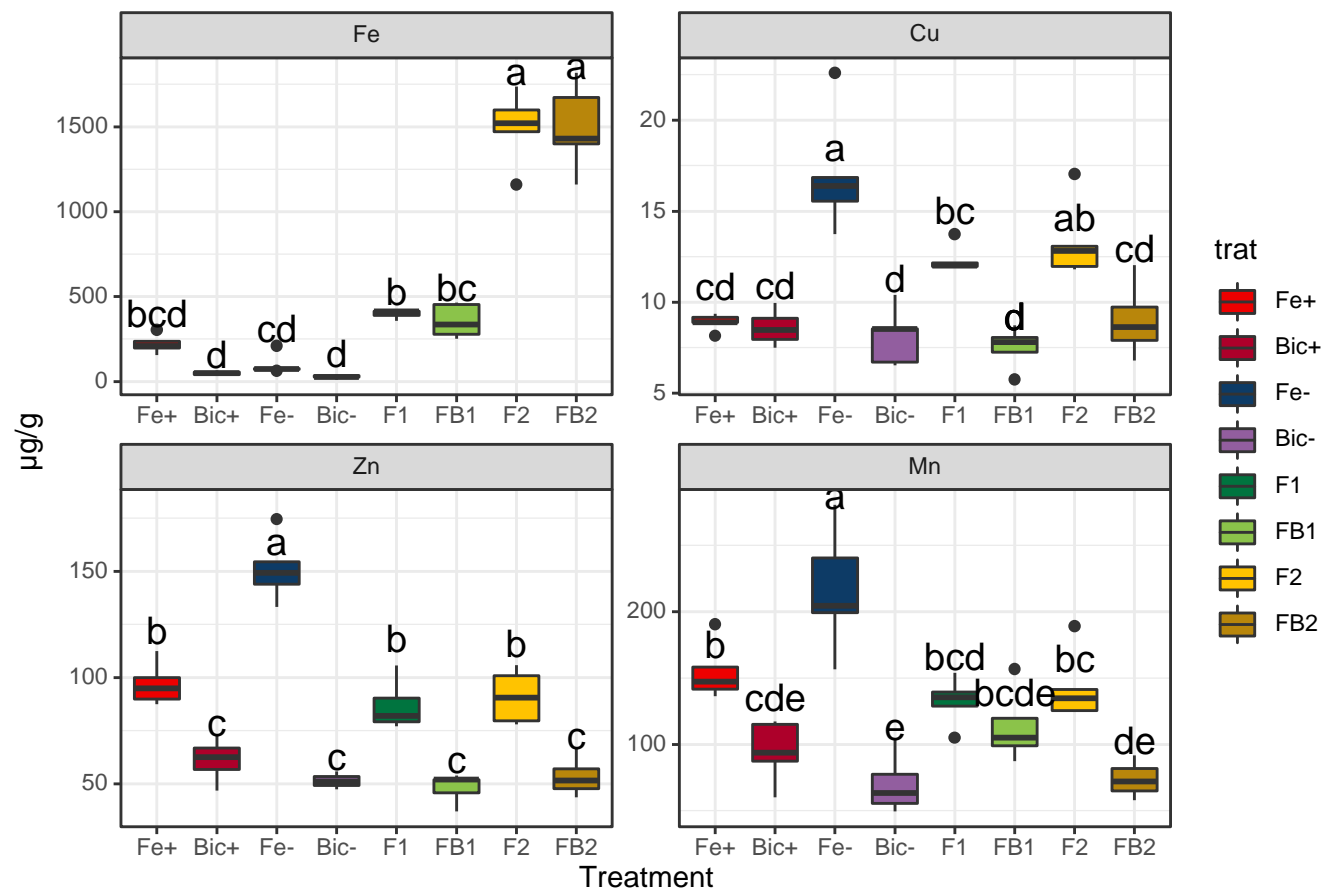 Fe
Cu
a a
1500
1000
500
0
bcd d cd d b bc
20
15
10
5
a
bc
ab
cd cd d d cd
Fe+ Bic+ Fe- Bic- F1 FB1 F2 FB2
Fe+ Bic+ Fe- Bic- F1 FB1 F2 FB2
µg/g
Zn
Mn
150
100
50
a
b b b
c c c c
200
100
a
b bcd bc
cde bcde
e de
Fe+ Bic+ Fe- Bic- F1 FB1 F2 FB2
Fe+ Bic+ Fe- Bic- F1 FB1 F2 FB2
Treatment
trat
Fe+
Bic+
Fe-
Bic-
F1
FB1
F2
FB2